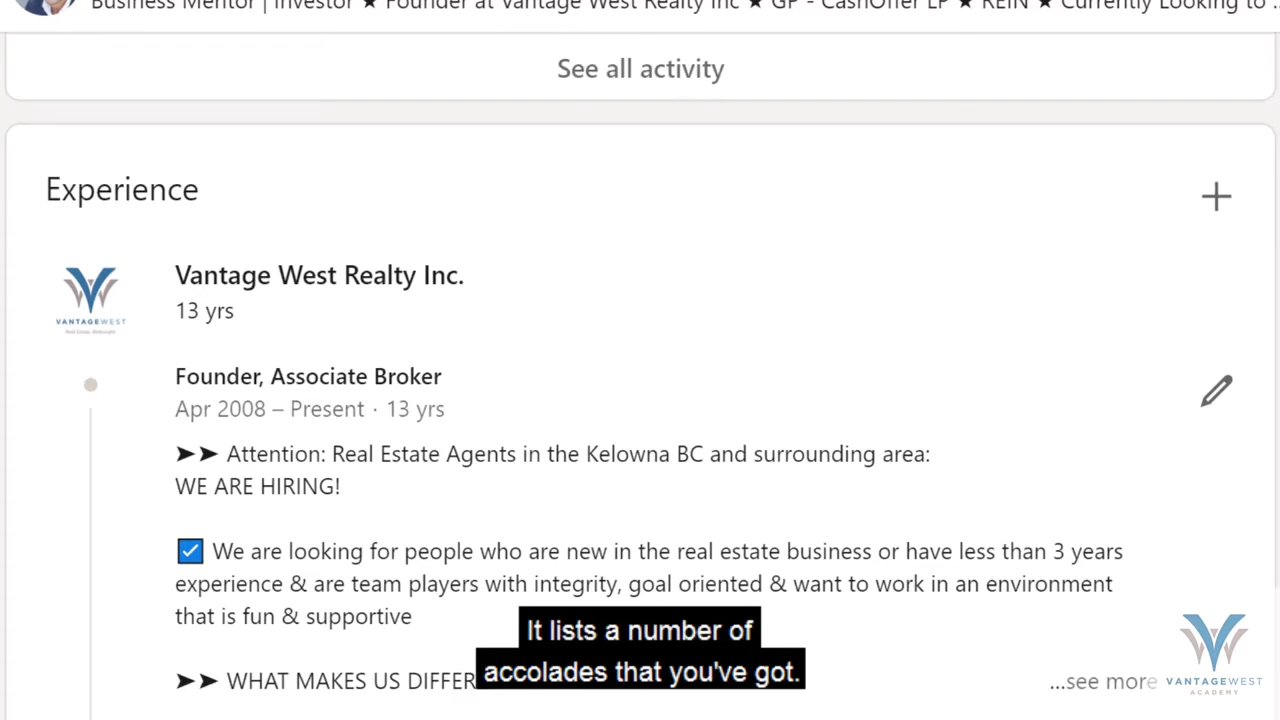 Business Mentor | Investor ★ Founder at Vantage West Realty Inc ★ GP - CashOffer LP ★ REIN ★ Currently Looking to ...
See all activity
Experience
Vantage West Realty Inc.
13 yrs
VANTAGEWEST
Founder, Associate Broker
Apr 2008 – Present · 13 yrs
➤➤ Attention: Real Estate Agents in the Kelowna BC and surrounding area:
WE ARE HIRING!
☑ We are looking for people who are new in the real estate business or have less than 3 years
experience & are team players with integrity, goal oriented & want to work in an environment
that is fun & supportive
It lists a number of
accolades that you've got.
➤➤ WHAT MAKES US DIFFER
...see more
VANTAGEWEST
ACADEMY